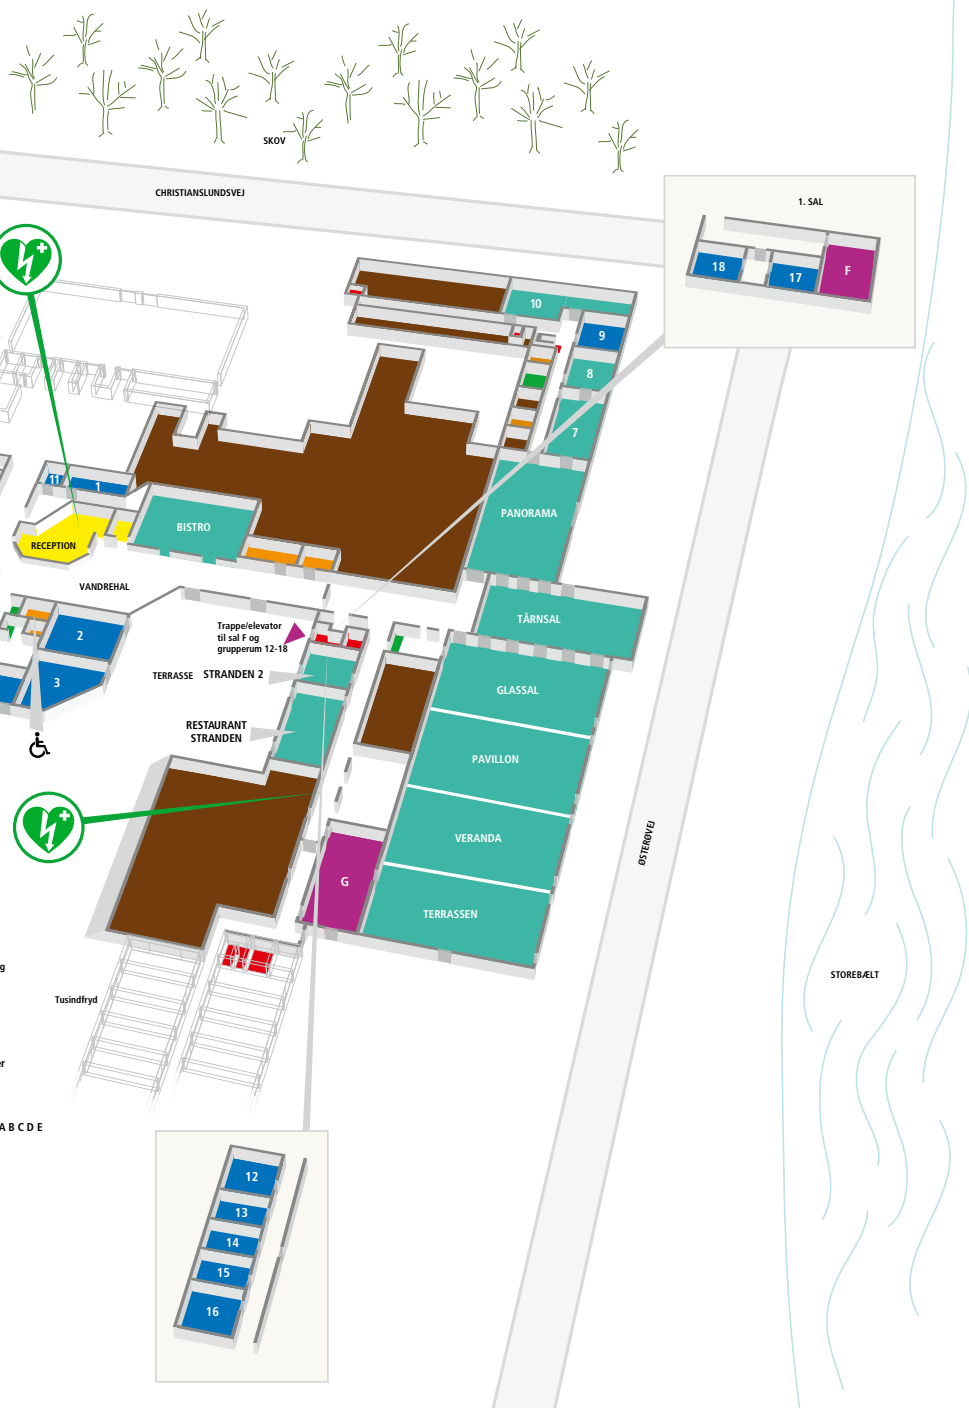 SKOV
CHRISTIANSLUNDSVEJ
1. SAL
18
17
F
10
9
8
7
11
1
PANORAMA
BISTRO
RECEPTION
VANDREHAL
TÅRNSAL
Trappe/elevator
til sal F og
grupperum 12-18
2
TERRASSE
STRANDEN 2
3
GLASSAL
RESTAURANT
STRANDEN
PAVILLON
VERANDA
ØSTERØVEJ
G
TERRASSEN
STOREBÆLT
g
Tusindfryd
er
A B C D E
12
13
14
15
16